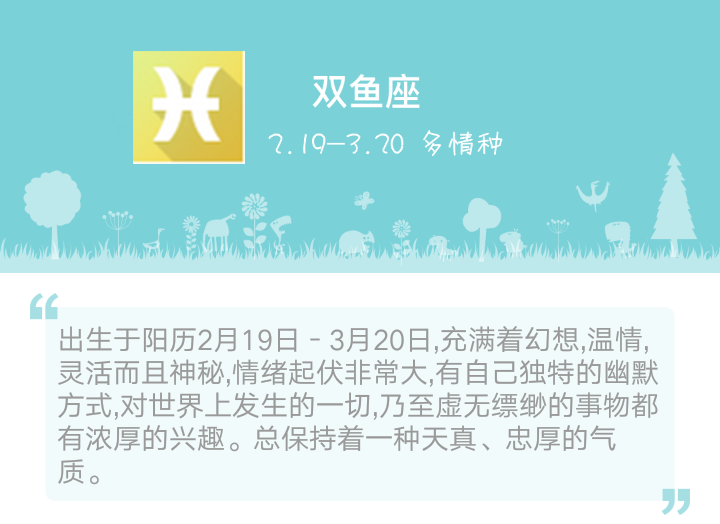 双鱼座
2.19-3.20 多情种
出生于阳历2月19日 - 3月20日,充满着幻想,温情,
灵活而且神秘,情绪起伏非常大,有自己独特的幽默
方式,对世界上发生的一切,乃至虚无缥缈的事物都
有浓厚的兴趣。总保持着一种天真、忠厚的气
质。